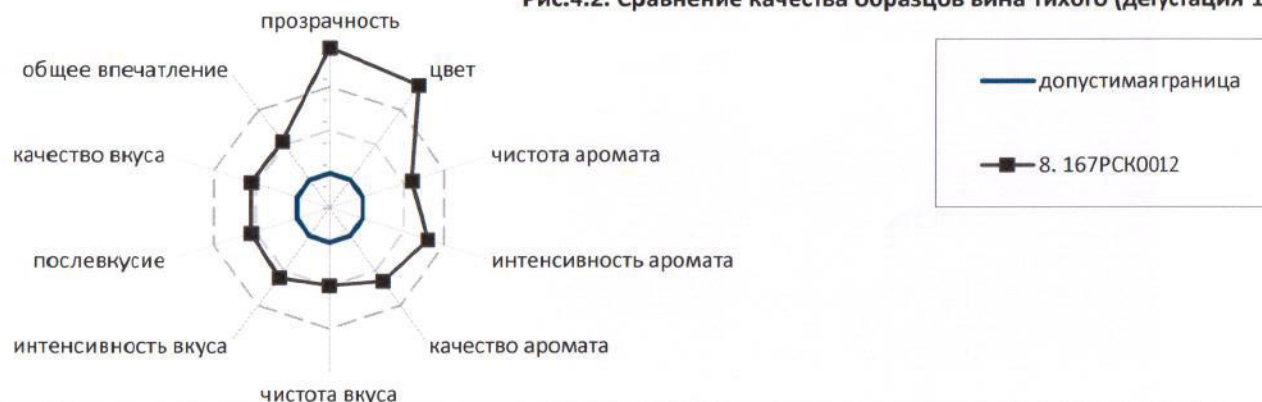 Рис.4.2. Сравнение качества образцов вина тихого (дегустация 1
прозрачность
общее впечатление
цвет
качество вкуса
чистота аромата
послевкусие
интенсивность аромата
интенсивность вкуса
качество аромата
чистота вкуса
допустимая граница
8. 167РСК0012